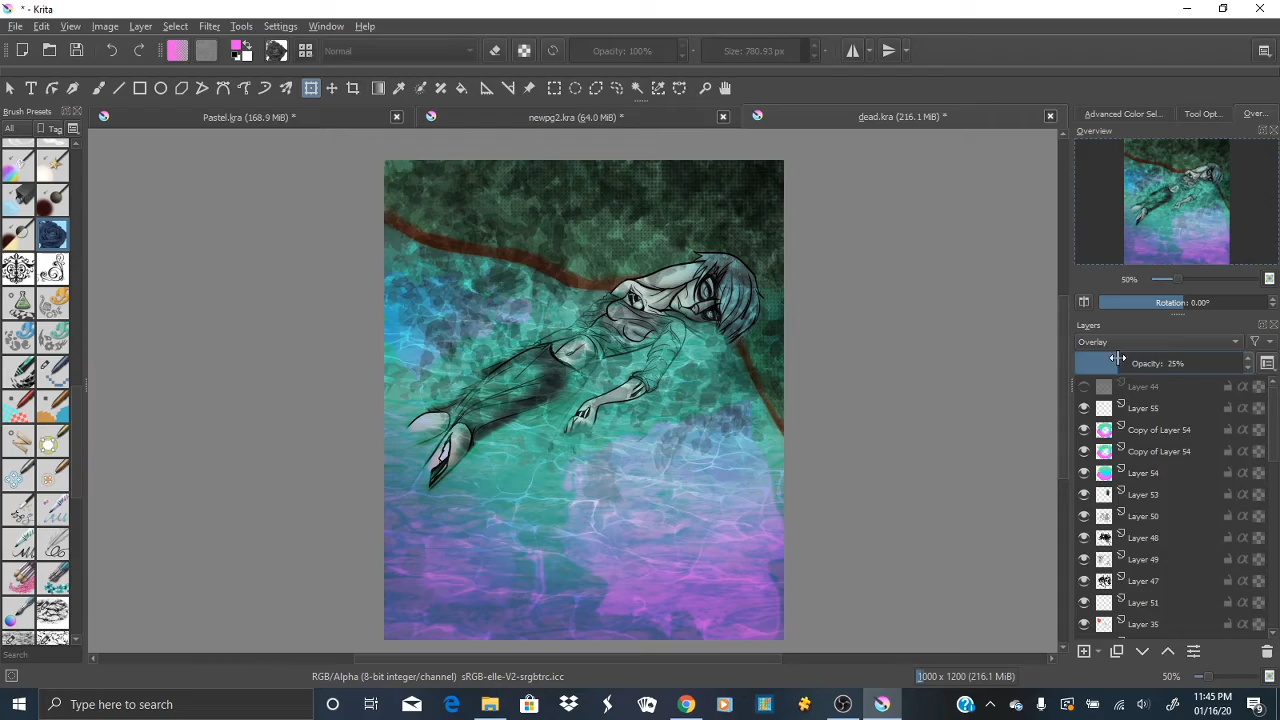 * - Krita
File Edit View Image Layer Select Filter Tools Settings Window Help
Normal Opacity: 100% Size: 780.93 px
Pastel.kra (168.9 MiB) * newpg2.kra (64.0 MiB) * dead.kra (216.1 MiB) *
Brush Presets
All Tag
Search
Advanced Color Sel... Tool Opt... Over...
Overview
50%
Rotation: 0.00°
Layers
Overlay
Opacity: 25%
Layer 44
Layer 55
Copy of Layer 54
Copy of Layer 54
Layer 54
Layer 53
Layer 50
Layer 48
Layer 49
Layer 47
Layer 51
Layer 35
RGB/Alpha (8-bit integer/channel) sRGB-elle-V2-srgbtrc.icc 1000 x 1200 (216.1 MiB) 50%
Type here to search
11:45 PM
01/16/20